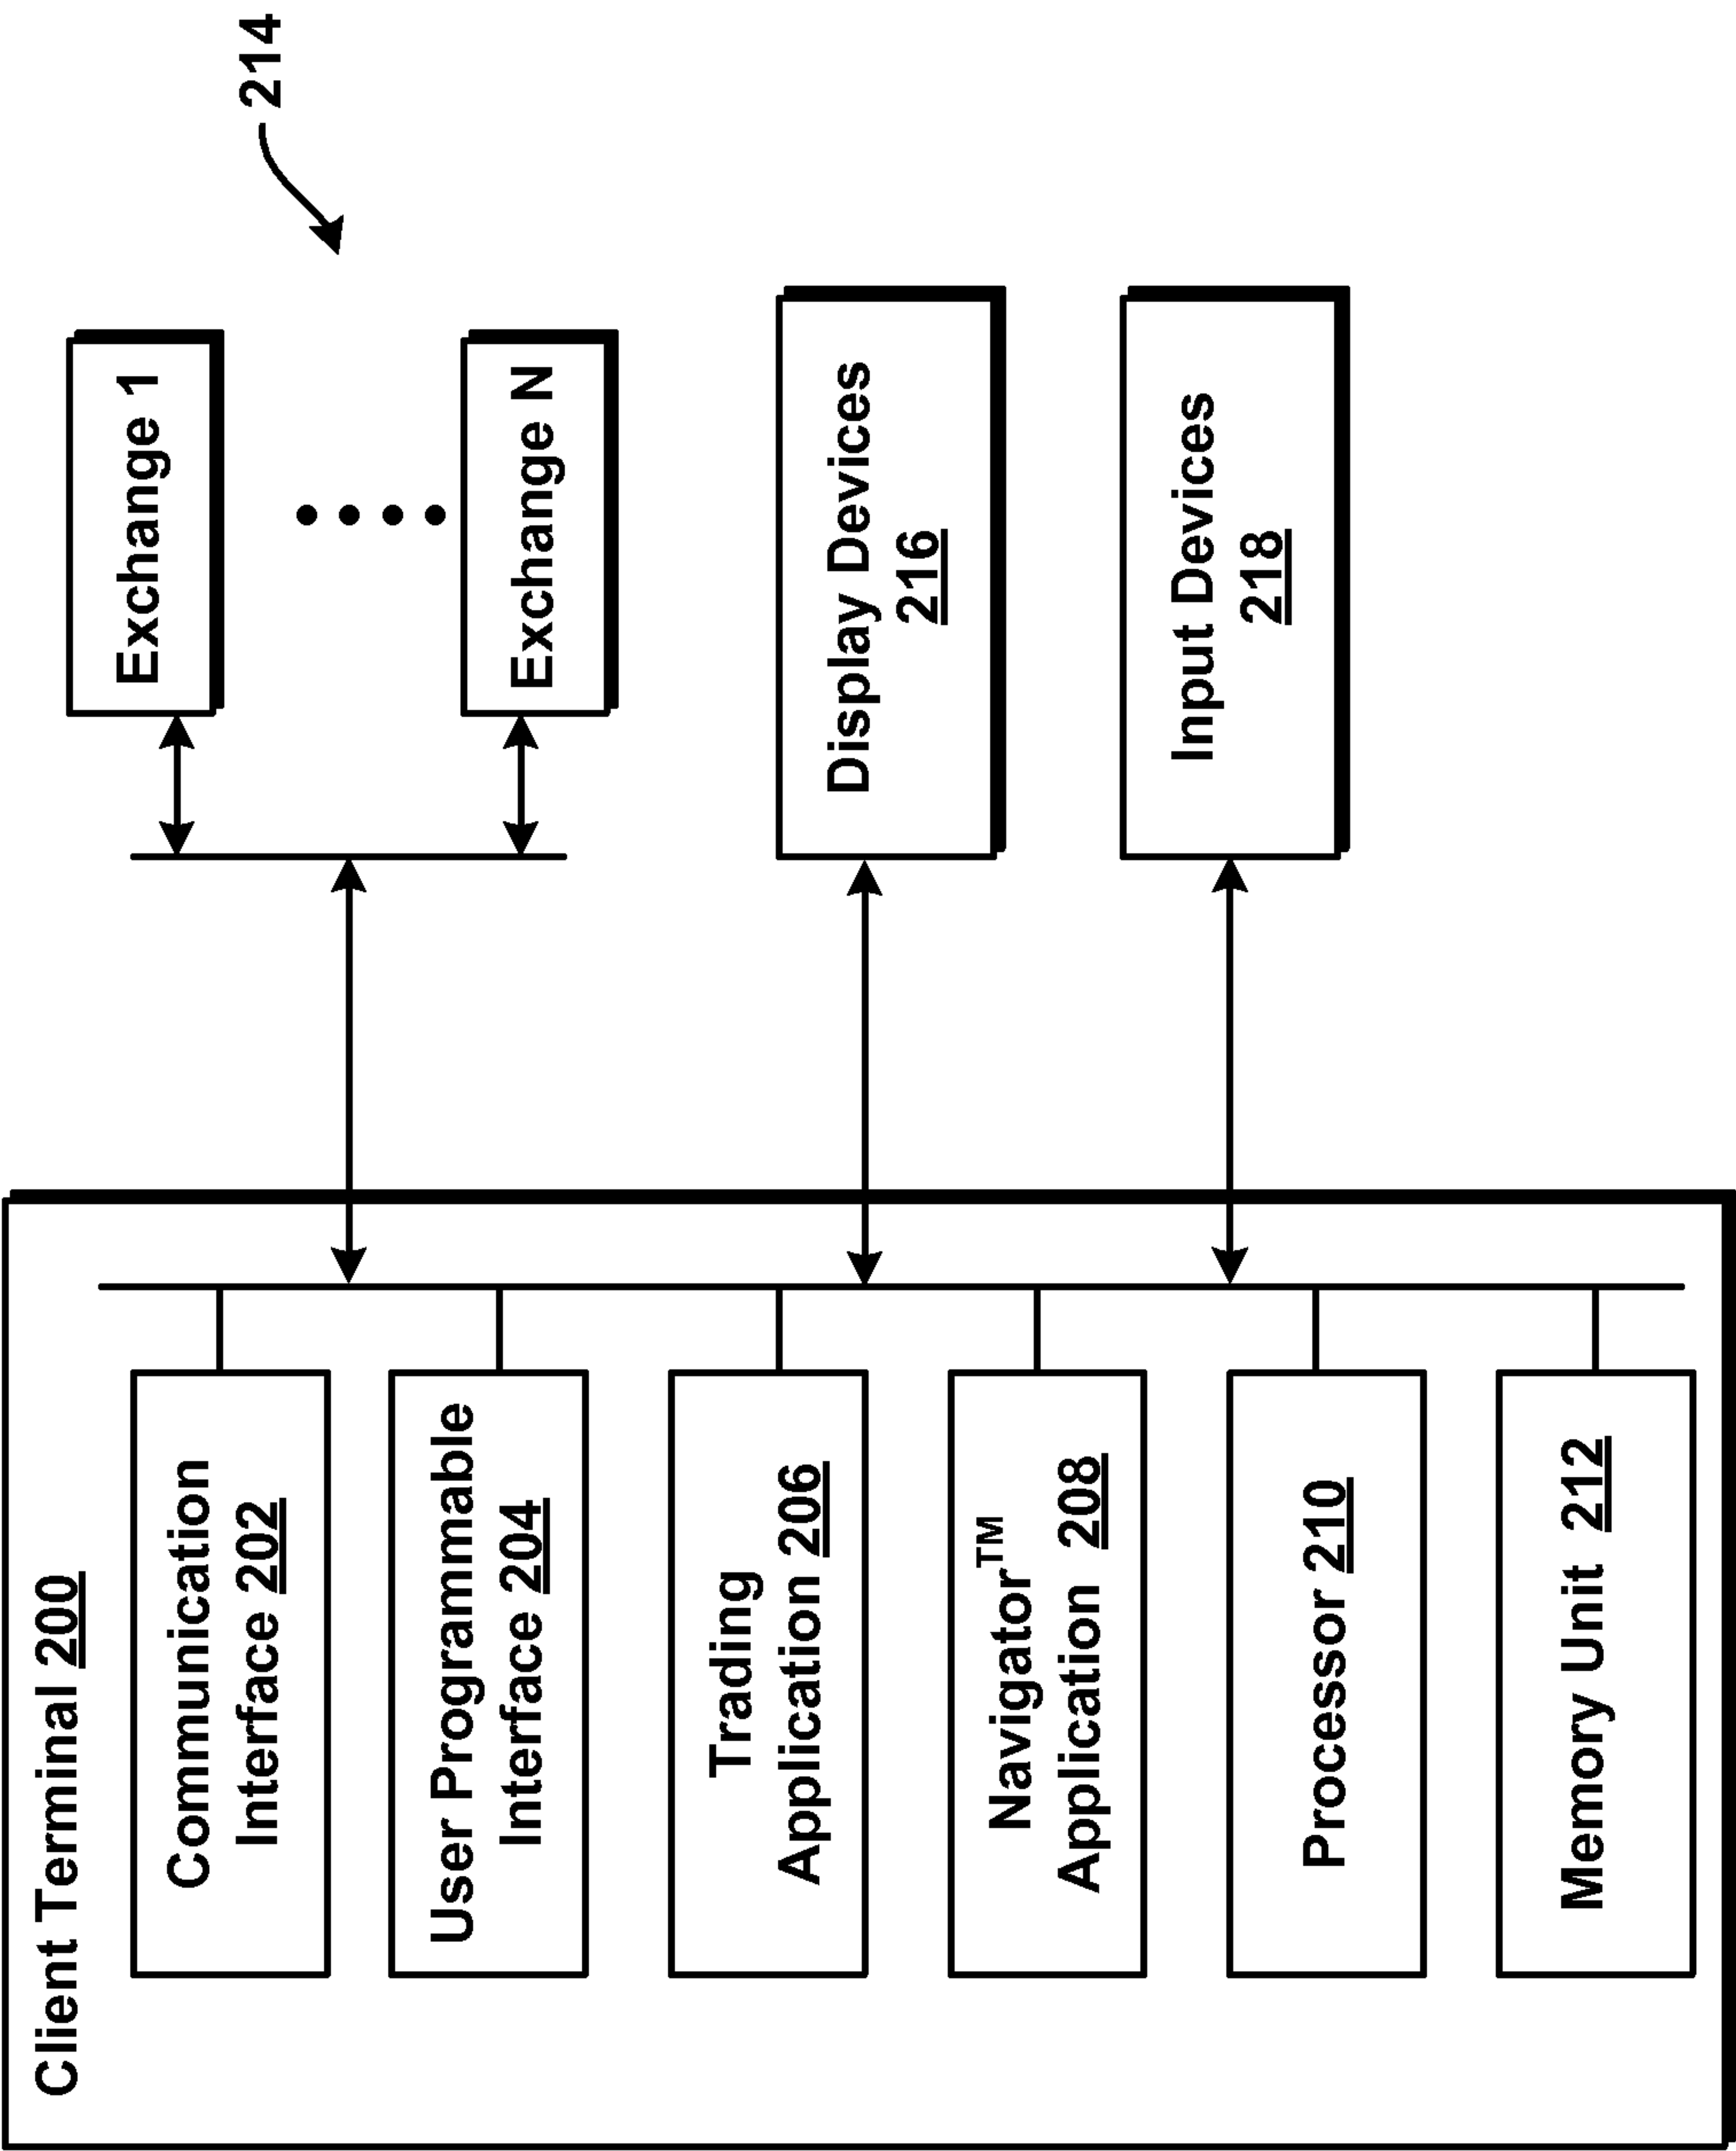 Client Terminal 200
Communication
Interface 202
User Programmable
Interface 204
Trading
Application 206
Navigator™
Application 208
Processor 210
Memory Unit 212
Exchange 1
Exchange N
214
Display Devices
216
Input Devices
218